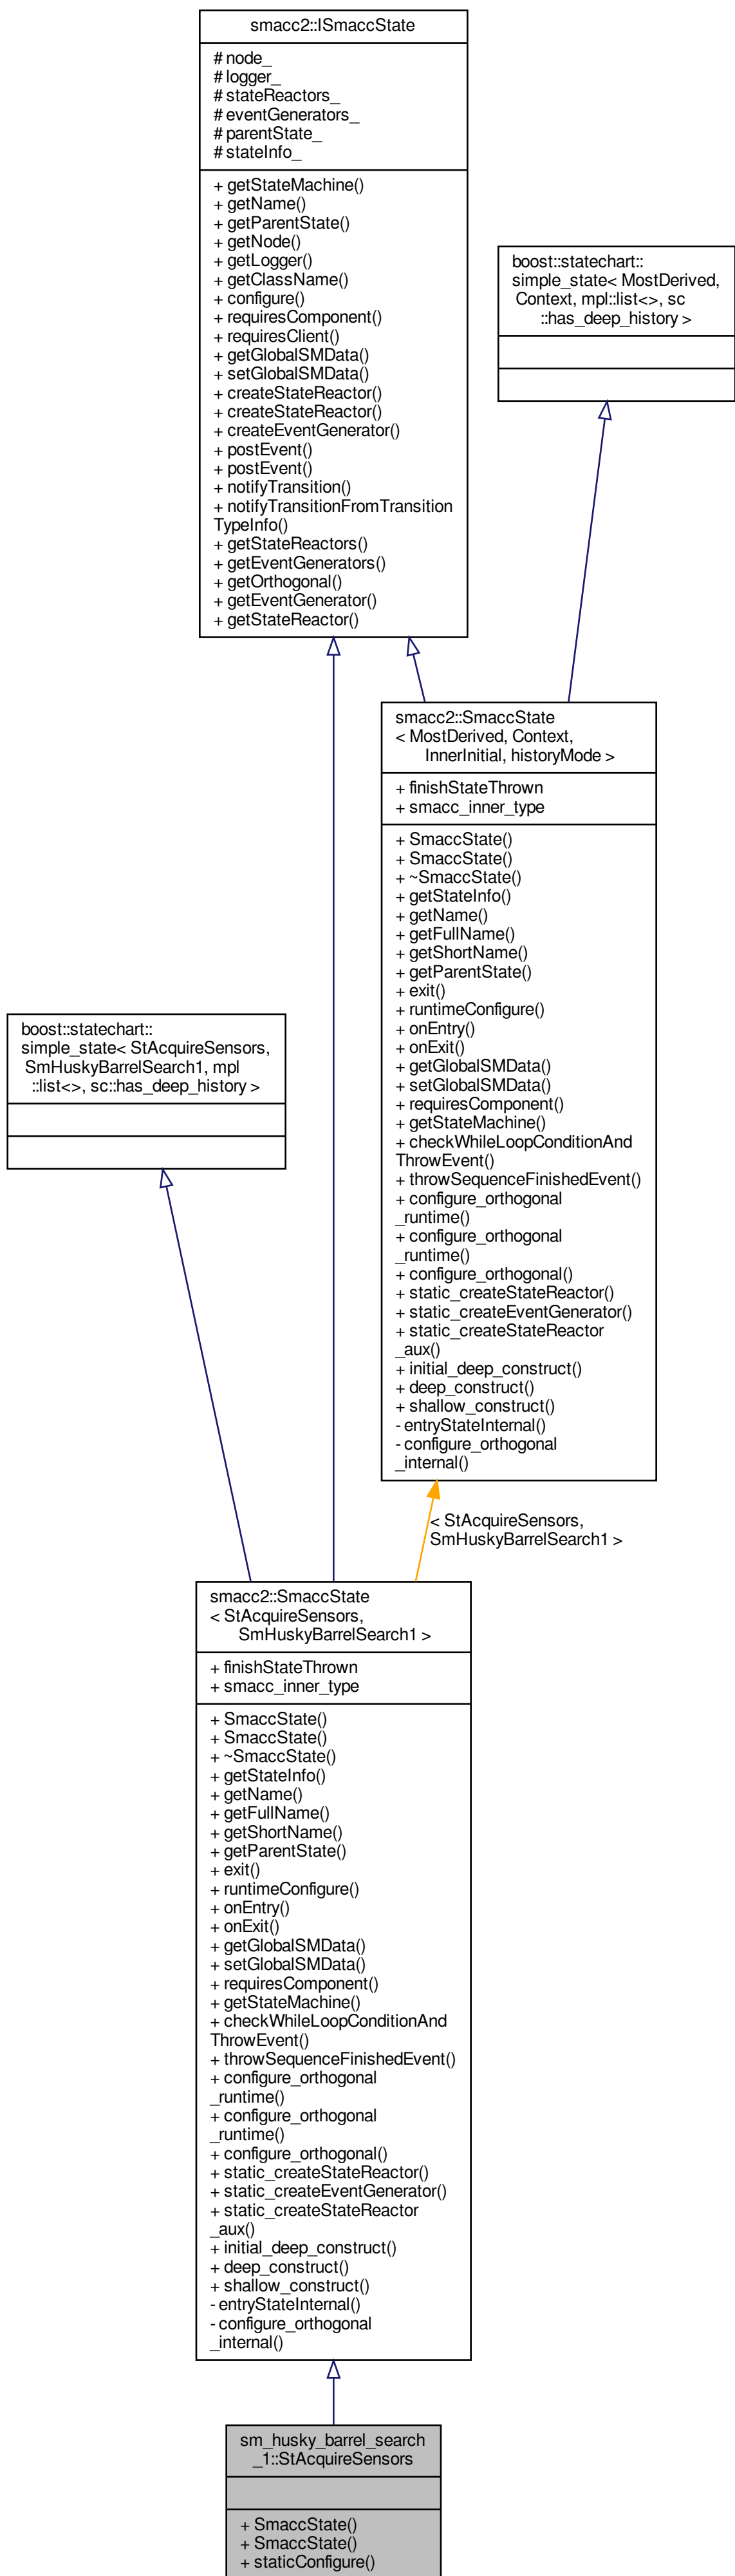 smacc2::ISmaccState
# node_
# logger_
# stateReactors_
# eventGenerators_
# parentState_
# stateInfo_
+ getStateMachine()
+ getName()
+ getParentState()
+ getNode()
+ getLogger()
+ getClassName()
+ configure()
+ requiresComponent()
+ requiresClient()
+ getGlobalSMData()
+ setGlobalSMData()
+ createStateReactor()
+ createStateReactor()
+ createEventGenerator()
+ postEvent()
+ postEvent()
+ notifyTransition()
+ notifyTransitionFromTransition
TypeInfo()
+ getStateReactors()
+ getEventGenerators()
+ getOrthogonal()
+ getEventGenerator()
+ getStateReactor()
boost::statechart::
simple_state< MostDerived,
Context, mpl::list<>, sc
::has_deep_history >
smacc2::SmaccState
< MostDerived, Context,
InnerInitial, historyMode >
+ finishStateThrown
+ smacc_inner_type
+ SmaccState()
+ SmaccState()
+ ~SmaccState()
+ getStateInfo()
+ getName()
+ getFullName()
+ getShortName()
+ getParentState()
+ exit()
+ runtimeConfigure()
+ onEntry()
+ onExit()
+ getGlobalSMData()
+ setGlobalSMData()
+ requiresComponent()
+ getStateMachine()
+ checkWhileLoopConditionAnd
ThrowEvent()
+ throwSequenceFinishedEvent()
+ configure_orthogonal
_runtime()
+ configure_orthogonal
_runtime()
+ configure_orthogonal()
+ static_createStateReactor()
+ static_createEventGenerator()
+ static_createStateReactor
_aux()
+ initial_deep_construct()
+ deep_construct()
+ shallow_construct()
- entryStateInternal()
- configure_orthogonal
_internal()
boost::statechart::
simple_state< StAcquireSensors,
SmHuskyBarrelSearch1, mpl
::list<>, sc::has_deep_history >
< StAcquireSensors,
SmHuskyBarrelSearch1 >
smacc2::SmaccState
< StAcquireSensors,
SmHuskyBarrelSearch1 >
+ finishStateThrown
+ smacc_inner_type
+ SmaccState()
+ SmaccState()
+ ~SmaccState()
+ getStateInfo()
+ getName()
+ getFullName()
+ getShortName()
+ getParentState()
+ exit()
+ runtimeConfigure()
+ onEntry()
+ onExit()
+ getGlobalSMData()
+ setGlobalSMData()
+ requiresComponent()
+ getStateMachine()
+ checkWhileLoopConditionAnd
ThrowEvent()
+ throwSequenceFinishedEvent()
+ configure_orthogonal
_runtime()
+ configure_orthogonal
_runtime()
+ configure_orthogonal()
+ static_createStateReactor()
+ static_createEventGenerator()
+ static_createStateReactor
_aux()
+ initial_deep_construct()
+ deep_construct()
+ shallow_construct()
- entryStateInternal()
- configure_orthogonal
_internal()
sm_husky_barrel_search
_1::StAcquireSensors
+ SmaccState()
+ SmaccState()
+ staticConfigure()